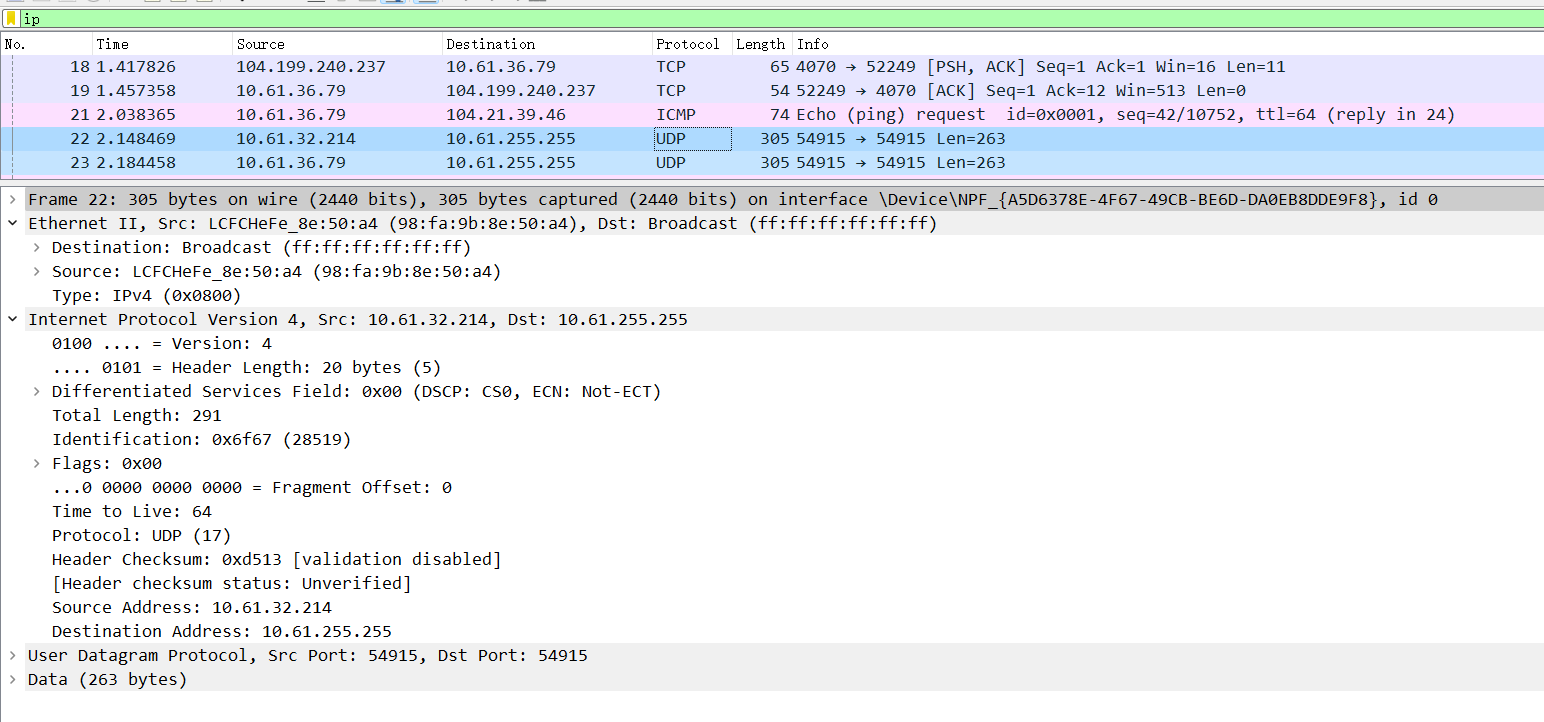 ip
No. Time Source Destination Protocol Length Info
18 1.417826 104.199.240.237 10.61.36.79 TCP 65 4070 → 52249 [PSH, ACK] Seq=1 Ack=1 Win=16 Len=11
19 1.457358 10.61.36.79 104.199.240.237 TCP 54 52249 → 4070 [ACK] Seq=1 Ack=12 Win=513 Len=0
21 2.038365 10.61.36.79 104.21.39.46 ICMP 74 Echo (ping) request id=0x0001, seq=42/10752, ttl=64 (reply in 24)
22 2.148469 10.61.32.214 10.61.255.255 UDP 305 54915 → 54915 Len=263
23 2.184458 10.61.36.79 10.61.255.255 UDP 305 54915 → 54915 Len=263
Frame 22: 305 bytes on wire (2440 bits), 305 bytes captured (2440 bits) on interface \Device\NPF_{A5D6378E-4F67-49CB-BE6D-DA0EB8DDE9F8}, id 0
Ethernet II, Src: LCFCHeFe_8e:50:a4 (98:fa:9b:8e:50:a4), Dst: Broadcast (ff:ff:ff:ff:ff:ff)
Destination: Broadcast (ff:ff:ff:ff:ff:ff)
Source: LCFCHeFe_8e:50:a4 (98:fa:9b:8e:50:a4)
Type: IPv4 (0x0800)
Internet Protocol Version 4, Src: 10.61.32.214, Dst: 10.61.255.255
0100 .... = Version: 4
.... 0101 = Header Length: 20 bytes (5)
Differentiated Services Field: 0x00 (DSCP: CS0, ECN: Not-ECT)
Total Length: 291
Identification: 0x6f67 (28519)
Flags: 0x00
...0 0000 0000 0000 = Fragment Offset: 0
Time to Live: 64
Protocol: UDP (17)
Header Checksum: 0xd513 [validation disabled]
[Header checksum status: Unverified]
Source Address: 10.61.32.214
Destination Address: 10.61.255.255
User Datagram Protocol, Src Port: 54915, Dst Port: 54915
Data (263 bytes)